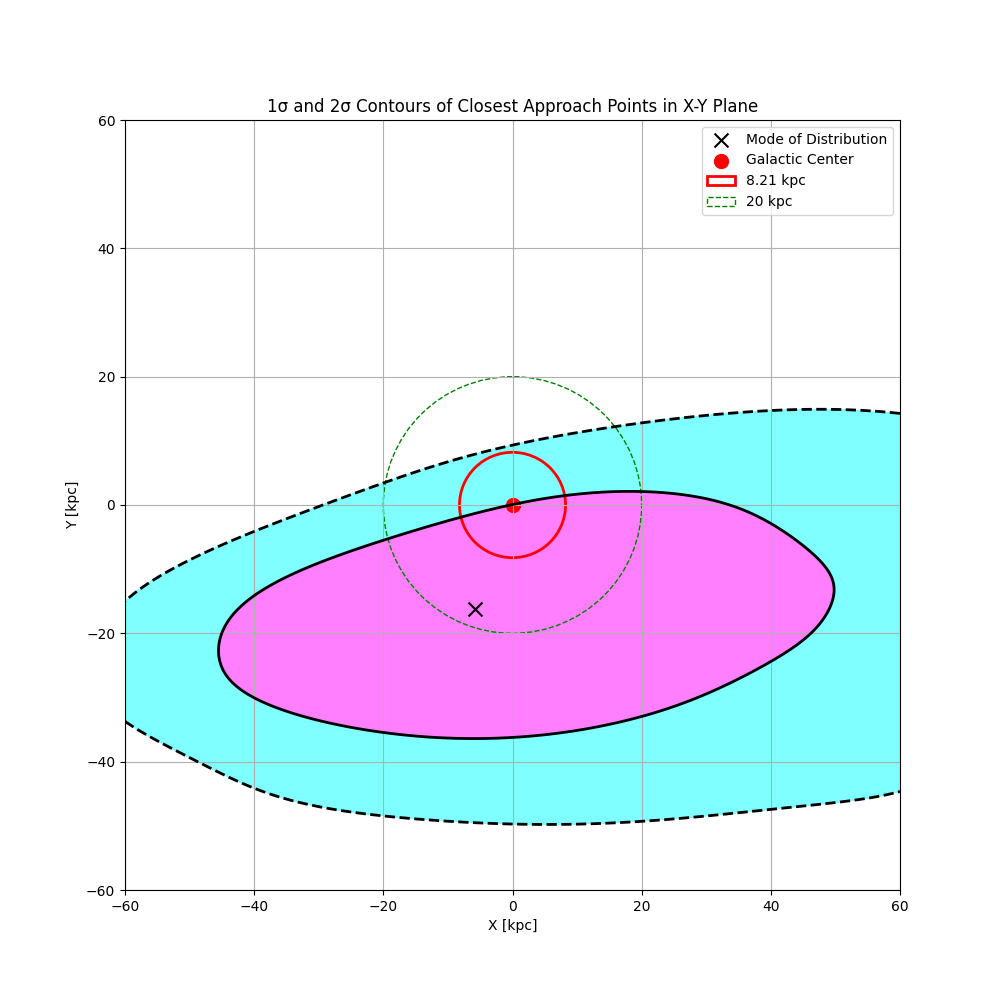 1σ and 2σ Contours of Closest Approach Points in X-Y Plane
Mode of Distribution
Galactic Center
8.21 kpc
20 kpc
Y [kpc]
60
40
20
0
−20
−40
−60
−60 −40 −20 0 20 40 60
X [kpc]